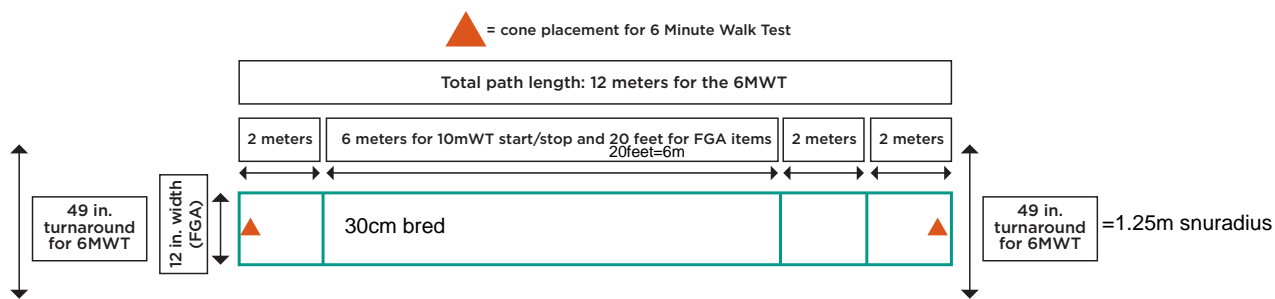 = cone placement for 6 Minute Walk Test
Total path length: 12 meters for the 6MWT
2 meters
6 meters for 10mWT start/stop and 20 feet for FGA items
2 meters
2 meters
20feet=6m
49 in.
turnaround
for 6MWT
12 in. width
(FGA)
30cm bred
49 in.
turnaround
for 6MWT
=1.25m snuradius